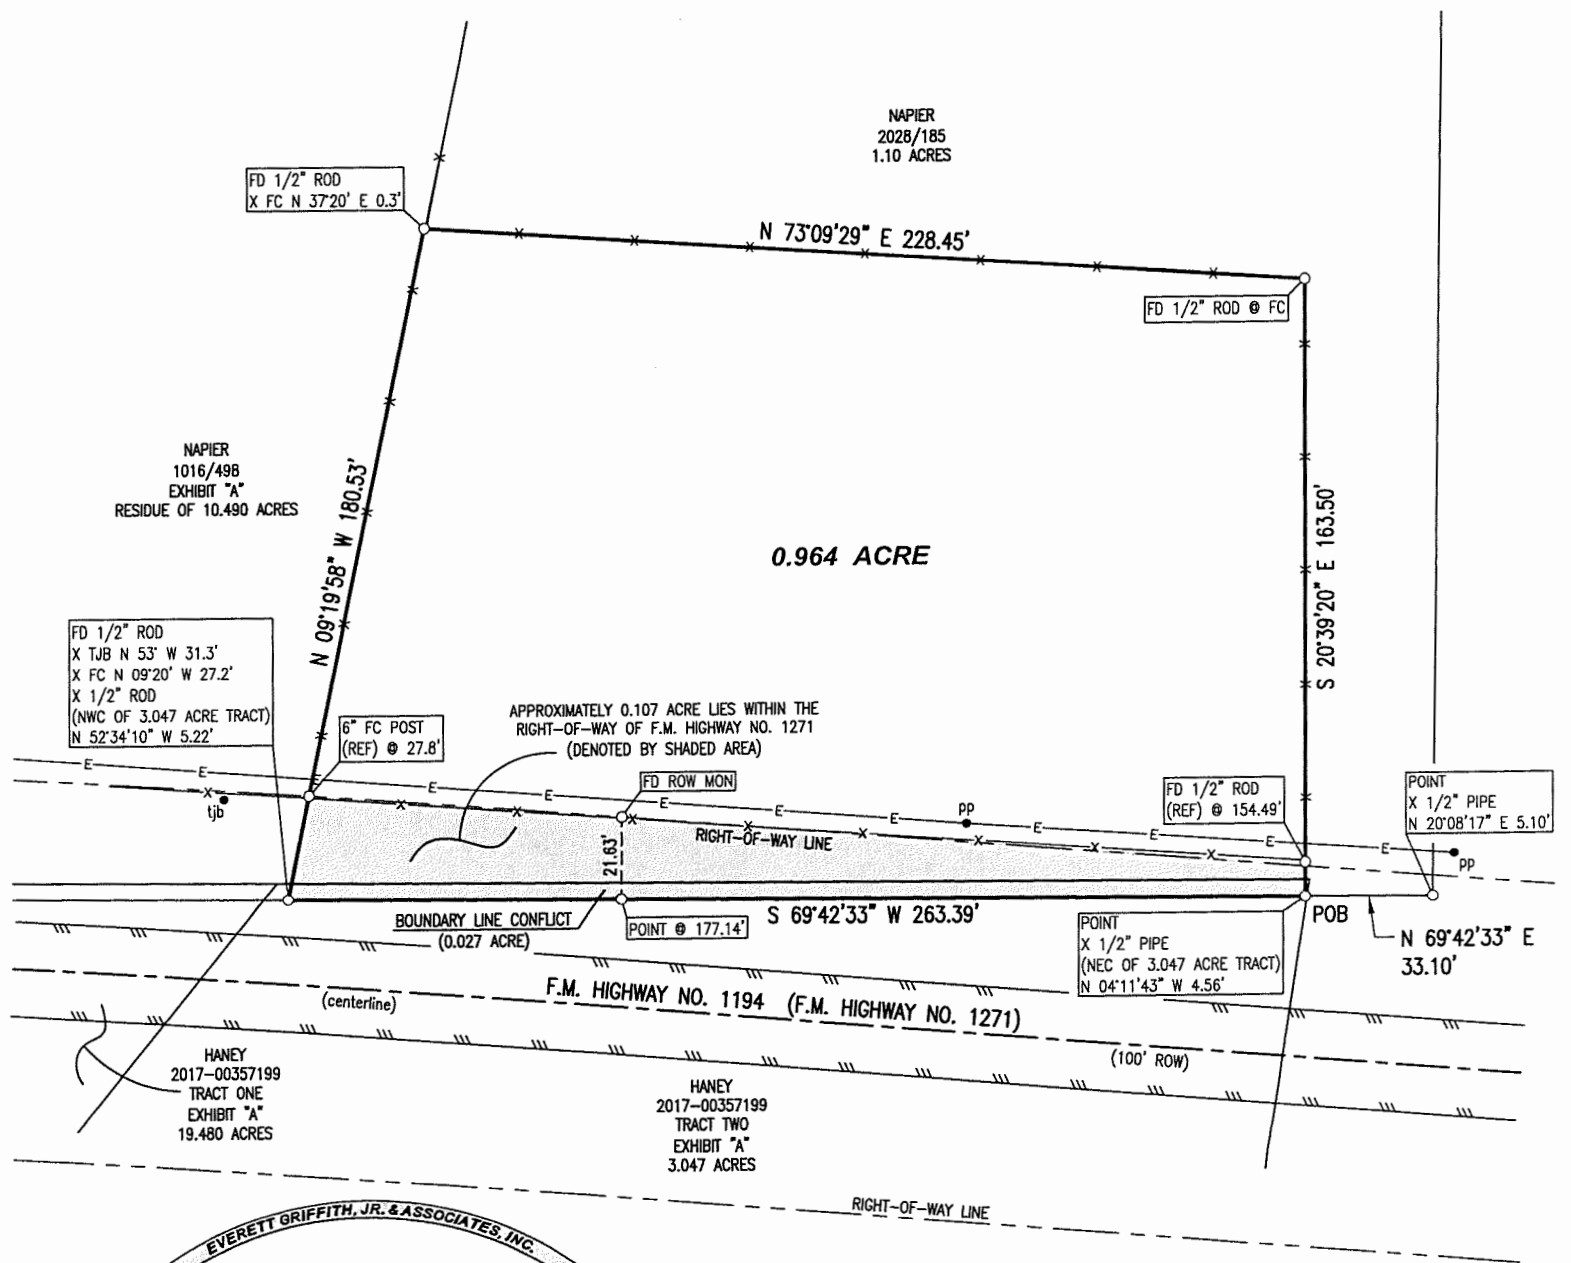 NAPIER
2028/185
1.10 ACRES
FD 1/2" ROD
X FC N 37°20' E 0.3'
N 73°09'29" E 228.45'
FD 1/2" ROD @ FC
NAPIER
1016/498
EXHIBIT "A"
RESIDUE OF 10.490 ACRES
N 09°19'58" W 180.53'
0.964 ACRE
S 20°39'20" E 163.50'
FD 1/2" ROD
X TJB N 53° W 31.3'
X FC N 09°20' W 27.2'
X 1/2" ROD
(NWC OF 3.047 ACRE TRACT)
N 52°34'10" W 5.22'
6" FC POST
(REF) @ 27.8'
APPROXIMATELY 0.107 ACRE LIES WITHIN THE
RIGHT-OF-WAY OF F.M. HIGHWAY NO. 1271
(DENOTED BY SHADED AREA)
FD ROW MON
FD 1/2" ROD
(REF) @ 154.49'
POINT
X 1/2" PIPE
N 20°08'17" E 5.10'
E E E E E E E E E E E E
tjb
pp
pp
RIGHT-OF-WAY LINE
21.63'
BOUNDARY LINE CONFLICT
(0.027 ACRE)
POINT @ 177.14'
S 69°42'33" W 263.39'
POINT
X 1/2" PIPE
(NEC OF 3.047 ACRE TRACT)
N 04°11'43" W 4.56'
POB
N 69°42'33" E
33.10'
(centerline)
F.M. HIGHWAY NO. 1194 (F.M. HIGHWAY NO. 1271)
(100' ROW)
HANEY
2017-00357199
TRACT ONE
EXHIBIT "A"
19.480 ACRES
HANEY
2017-00357199
TRACT TWO
EXHIBIT "A"
3.047 ACRES
RIGHT-OF-WAY LINE
EVERETT GRIFFITH, JR. & ASSOCIATES, INC.